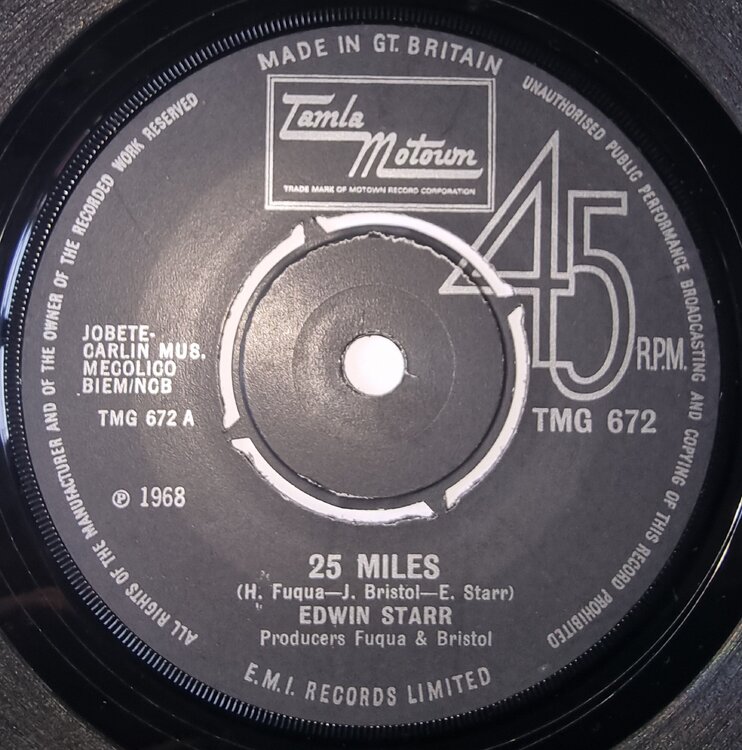 MADE IN GT. BRITAIN
Tamla
Motown
TRADE MARK OF MOTOWN RECORD CORPORATION
UNAUTHORISED PUBLIC PERFORMANCE BROADCASTING AND COPYING OF THIS RECORD PROHIBITED
ALL RIGHTS OF THE MANUFACTURER AND OF THE OWNER OF THE RECORDED WORK RESERVED
45
R.P.M.
JOBETE-
CARLIN MUS.
MECOLICO
BIEM/NCB
TMG 672 A
TMG 672
℗ 1968
25 MILES
(H. Fuqua—J. Bristol—E. Starr)
EDWIN STARR
Producers Fuqua & Bristol
E.M.I. RECORDS LIMITED